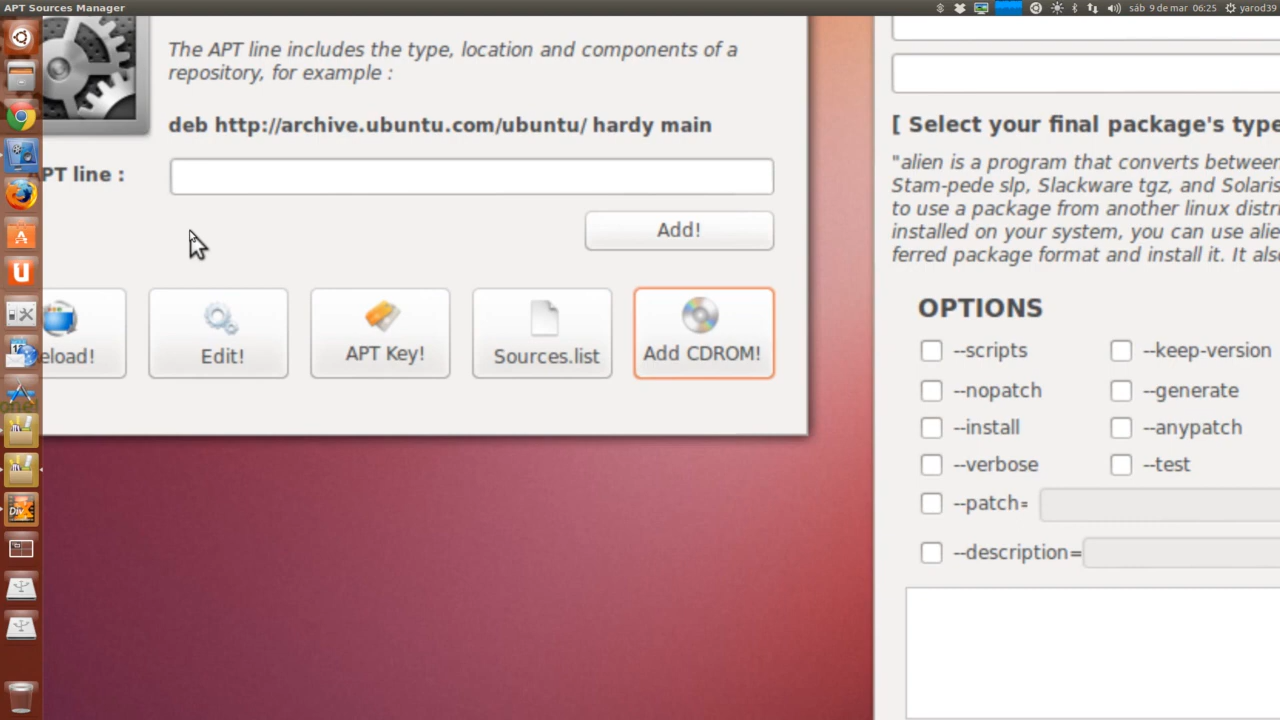 APT Sources Manager
sáb 9 de mar 06:25 yarod39
The APT line includes the type, location and components of a
repository, for example :
deb http://archive.ubuntu.com/ubuntu/ hardy main
APT line :
Add!
eload!
Edit!
APT Key!
Sources.list
Add CDROM!
[ Select your final package's type
"alien is a program that converts between
Stam-pede slp, Slackware tgz, and Solaris
to use a package from another linux distri
installed on your system, you can use alie
ferred package format and install it. It also
OPTIONS
--scripts --keep-version
--nopatch --generate
--install --anypatch
--verbose --test
--patch=
--description=